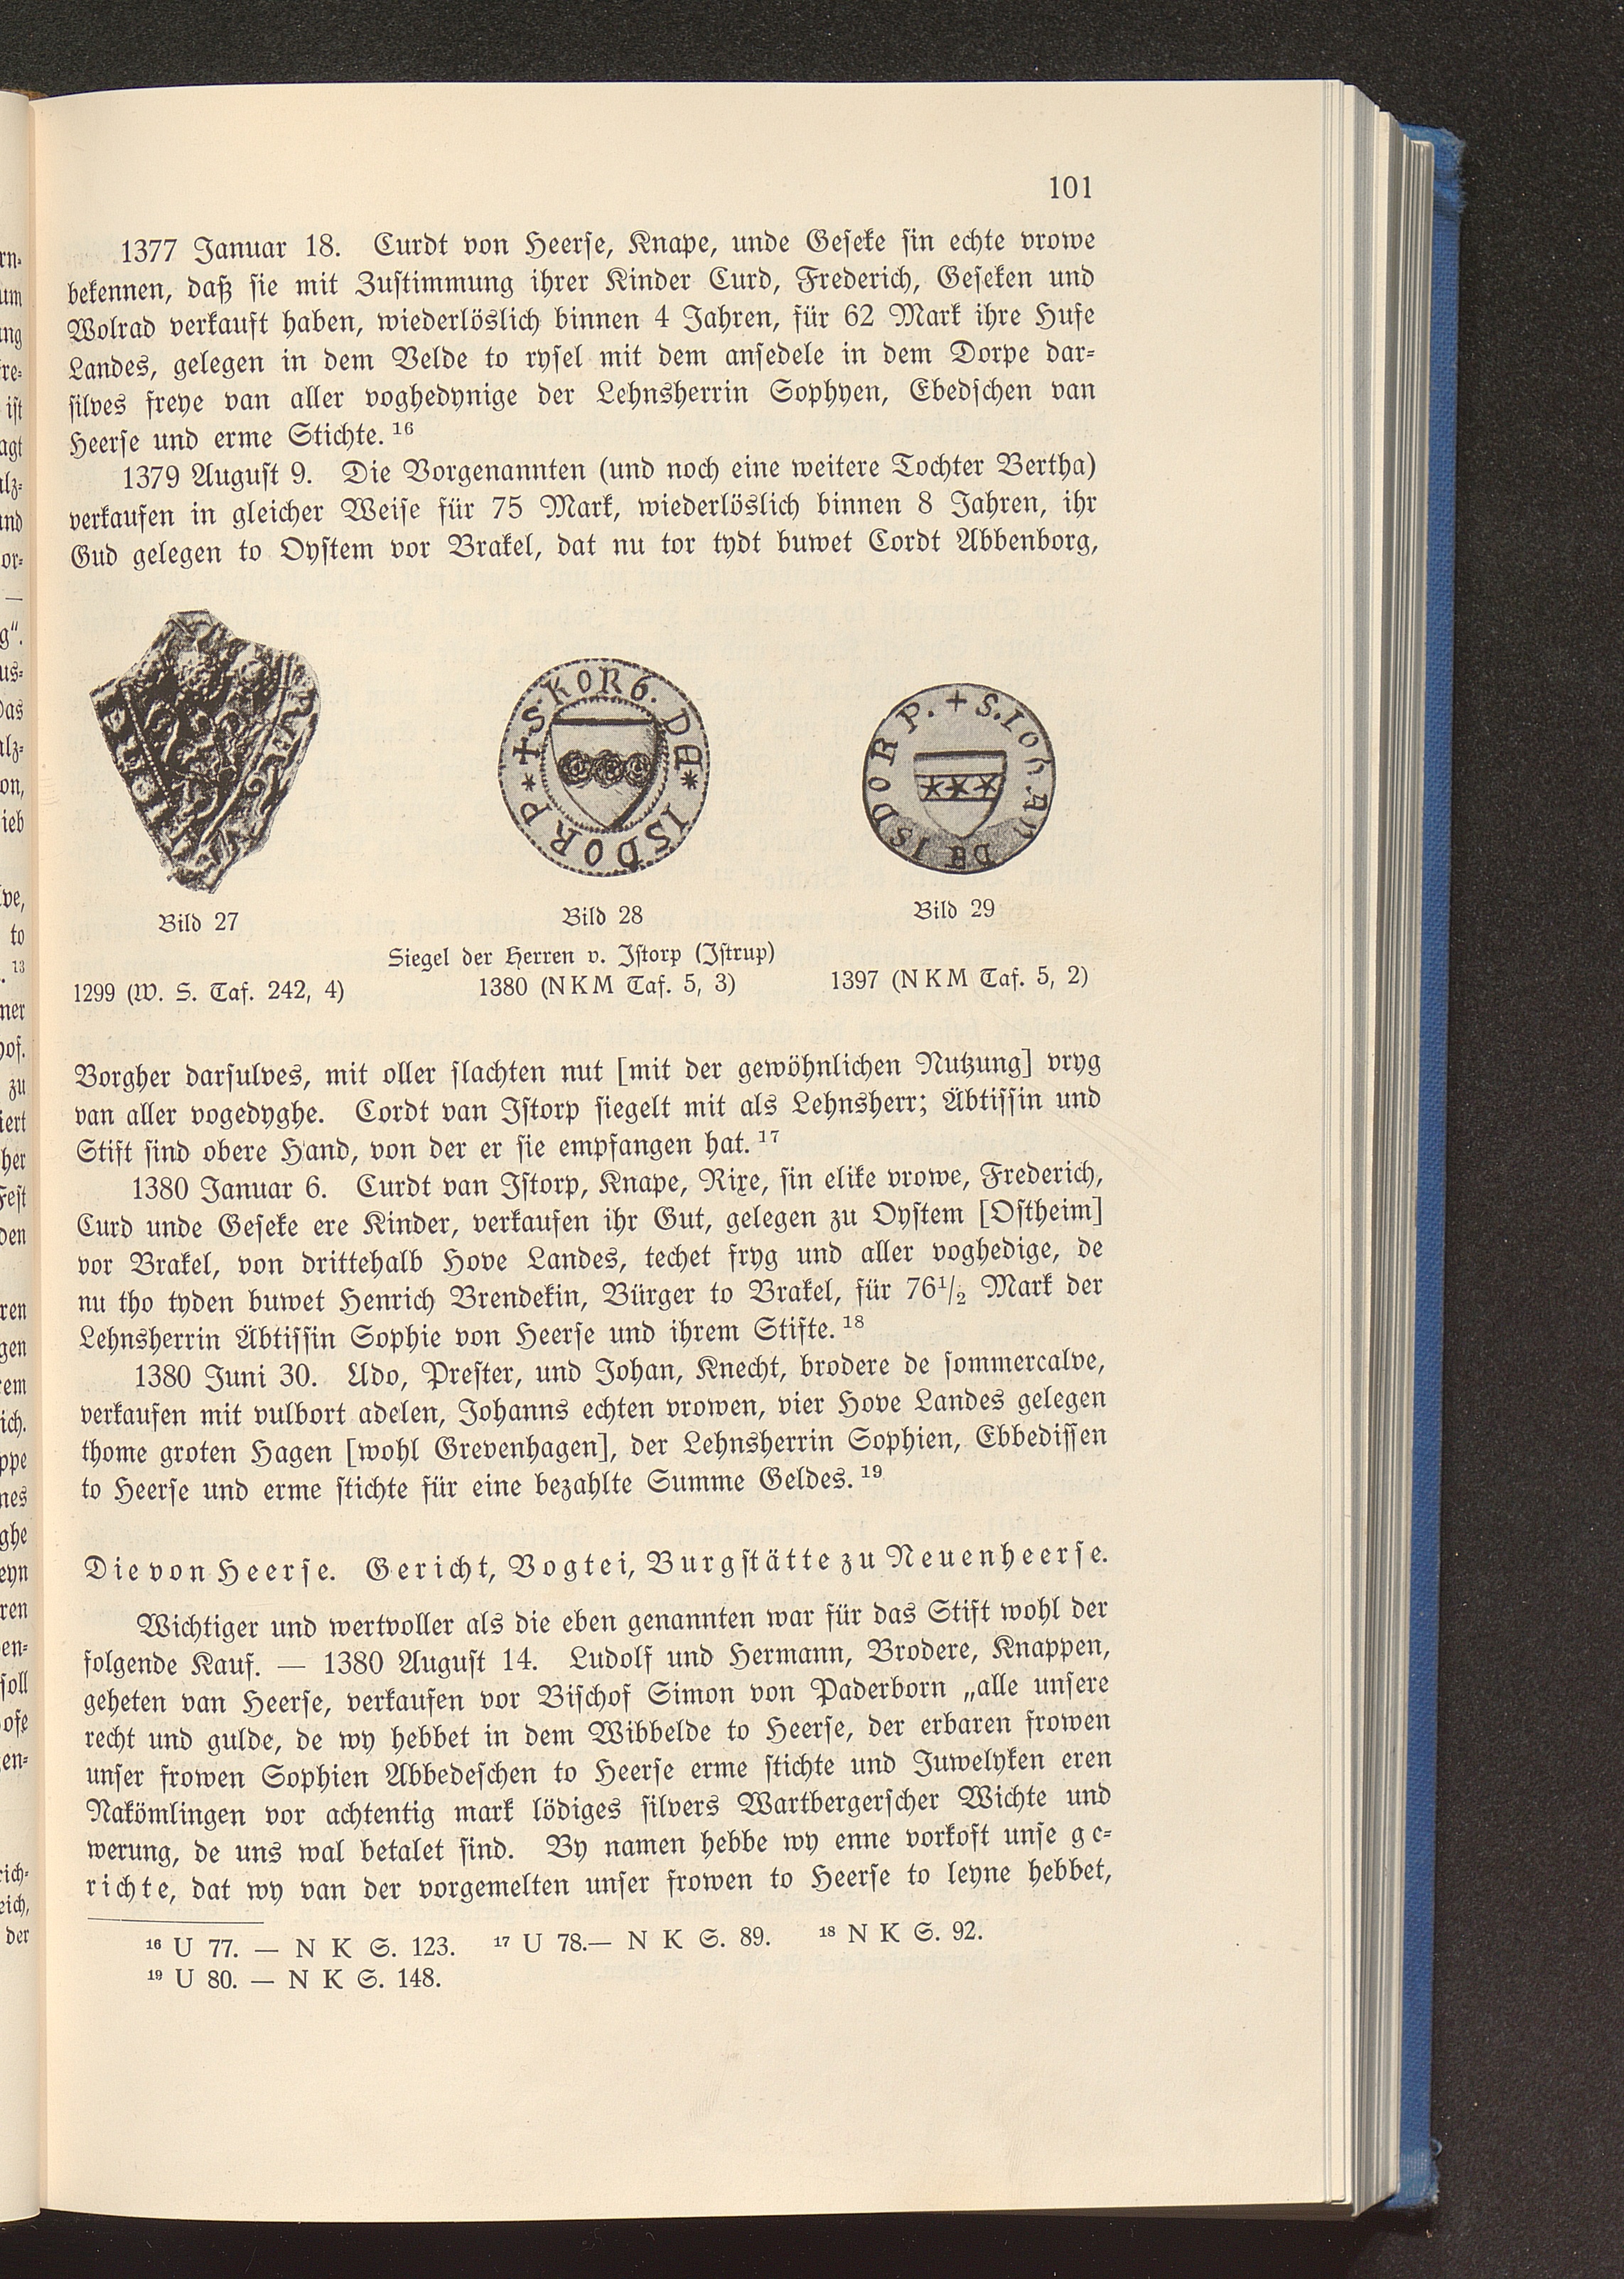 101
1377 Januar 18. Curdt von Heerse, Knape, unde Geseke sin echte vrowe
bekennen, daß sie mit Zustimmung ihrer Kinder Curd, Frederich, Geseken und
Wolrad verkauft haben, wiederlöslich binnen 4 Jahren, für 62 Mark ihre Hufe
Landes, gelegen in dem Velde to rysel mit dem ansedele in dem Dorpe dar-
silves freye van aller voghedynige der Lehnsherrin Sophyen, Ebedschen van
Heerse und erme Stichte. 16
1379 August 9. Die Vorgenannten (und noch eine weitere Tochter Bertha)
verkaufen in gleicher Weise für 75 Mark, wiederlöslich binnen 8 Jahren, ihr
Gud gelegen to Oystem vor Brakel, dat nu tor tydt buwet Cordt Abbenborg,
+ S. KORG. DE * ISDORP *
+ S. IOHAN DE ISDORP.
Bild 27
Bild 28
Bild 29
Siegel der Herren v. Istorp (Istrup)
1299 (W. S. Taf. 242, 4)
1380 (NKM Taf. 5, 3)
1397 (NKM Taf. 5, 2)
Borgher darsulves, mit oller slachten nut [mit der gewöhnlichen Nutzung] vryg
van aller vogedyghe. Cordt van Istorp siegelt mit als Lehnsherr; Äbtissin und
Stift sind obere Hand, von der er sie empfangen hat. 17
1380 Januar 6. Curdt van Istorp, Knape, Rixe, sin elike vrowe, Frederich,
Curd unde Geseke ere Kinder, verkaufen ihr Gut, gelegen zu Oystem [Ostheim]
vor Brakel, von drittehalb Hove Landes, techet fryg und aller voghedige, de
nu tho tyden buwet Henrich Brendekin, Bürger to Brakel, für 76 1/2 Mark der
Lehnsherrin Äbtissin Sophie von Heerse und ihrem Stifte. 18
1380 Juni 30. Udo, Prester, und Johan, Knecht, brodere de sommercalve,
verkaufen mit vulbort adelen, Johanns echten vrowen, vier Hove Landes gelegen
thome groten Hagen [wohl Grevenhagen], der Lehnsherrin Sophien, Ebbedissen
to Heerse und erme stichte für eine bezahlte Summe Geldes. 19
Die von Heerse. Gericht, Vogtei, Burgstätte zu Neuenheerse.
Wichtiger und wertvoller als die eben genannten war für das Stift wohl der
folgende Kauf. — 1380 August 14. Ludolf und Hermann, Brodere, Knappen,
geheten van Heerse, verkaufen vor Bischof Simon von Paderborn „alle unsere
recht und gulde, de wy hebbet in dem Wibbelde to Heerse, der erbaren frowen
unser frowen Sophien Abbedeschen to Heerse erme stichte und Juwelyken eren
Nakömlingen vor achtentig mark lödiges silvers Wartbergerscher Wichte und
werung, de uns wal betalet sind. By namen hebbe wy enne vorkoft unse ge-
richte, dat wy van der vorgemelten unser frowen to Heerse to leyne hebbet,
16 U 77. — N K S. 123. 17 U 78.— N K S. 89. 18 N K S. 92.
19 U 80. — N K S. 148.